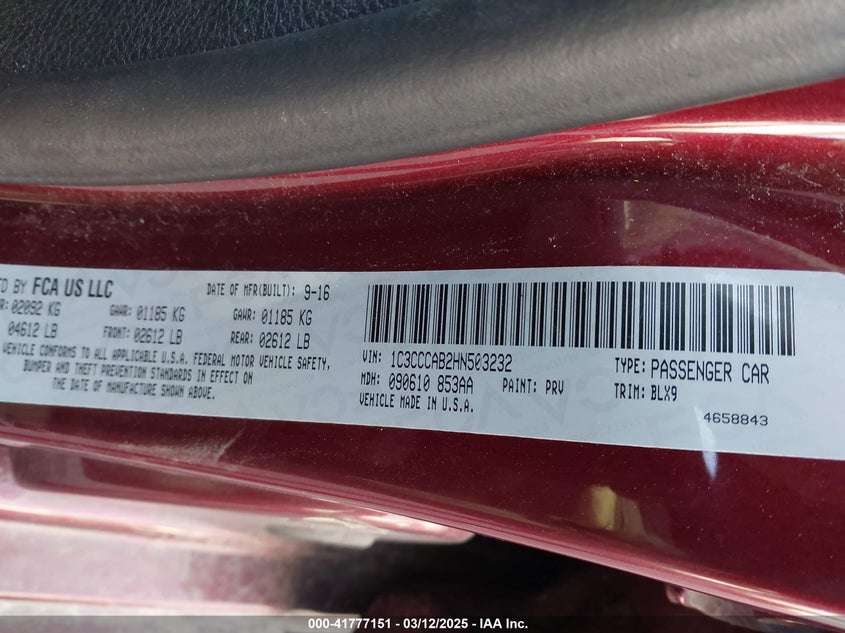 FD BY FCA US LLC DATE OF MFR(BUILT): 9-16
R: 02092 KG GAWR: 01185 KG GAWR: 01185 KG
04612 LB FRONT: 02612 LB REAR: 02612 LB
VEHICLE CONFORMS TO ALL APPLICABLE U.S.A. FEDERAL MOTOR VEHICLE SAFETY,
BUMPER AND THEFT PREVENTION STANDARDS IN EFFECT ON
THE DATE OF MANUFACTURE SHOWN ABOVE.
VIN: 1C3CCCAB2HN503232 TYPE: PASSENGER CAR
MDH: 090610 853AA PAINT: PRV TRIM: BLX9
VEHICLE MADE IN U.S.A.
4658843
000-41777151 - 03/12/2025 - IAA Inc.